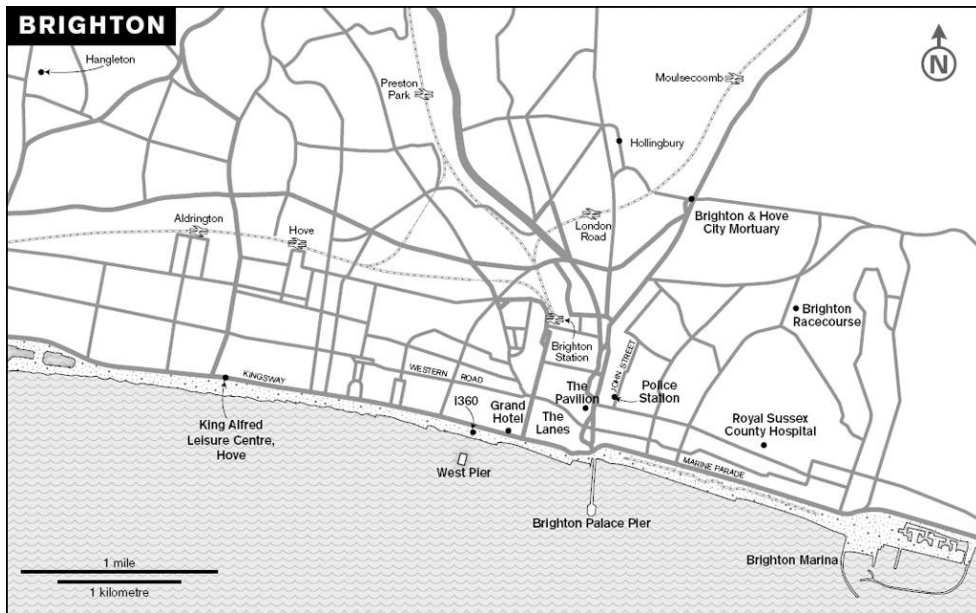 BRIGHTON
Hangleton
N
Preston
Park
Moulsecoomb
Hollingbury
Brighton & Hove
City Mortuary
London
Road
Aldrington
Hove
Brighton
Racecourse
Brighton
Station
JOHN STREET
KINGSWAY
WESTERN ROAD
i360
Grand
Hotel
The
Pavilion
The
Lanes
Police
Station
King Alfred
Leisure Centre,
Hove
Royal Sussex
County Hospital
MARINE PARADE
West Pier
Brighton Palace Pier
Brighton Marina
1 mile
1 kilometre